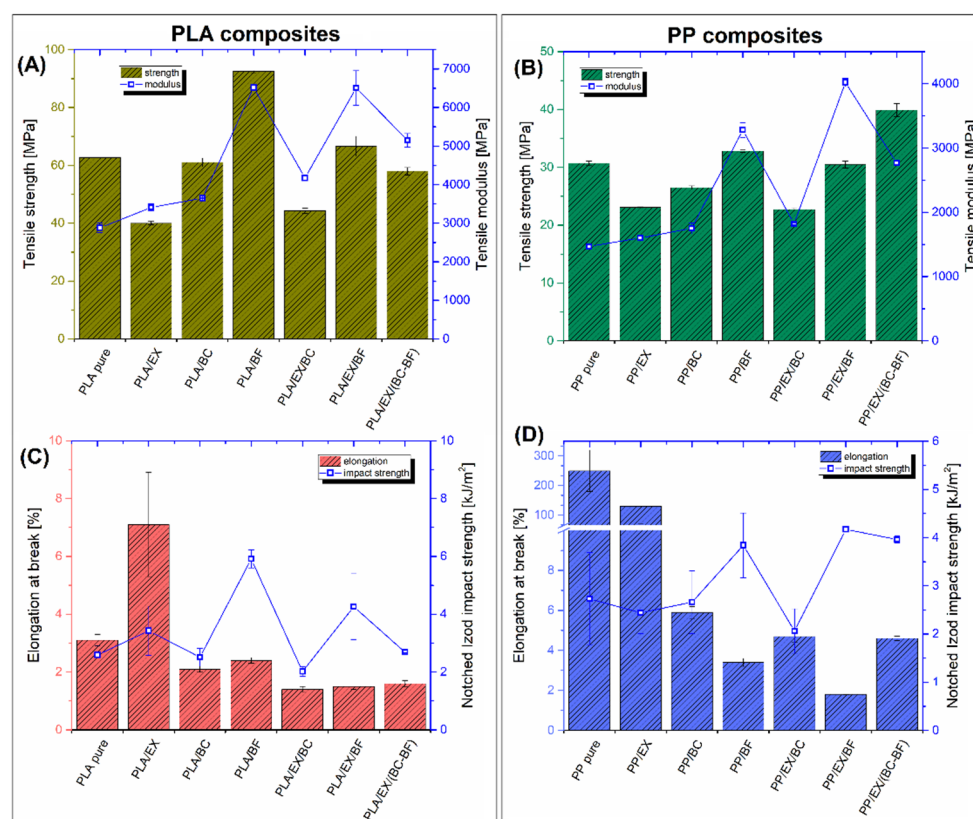 PLA composites
(A)
strength
modulus
Tensile strength [MPa]
100
80
60
40
20
0
Tensile modulus [MPa]
7000
6000
5000
4000
3000
2000
1000
0
PLA pure
PLA/EX
PLA/BC
PLA/BF
PLA/EX/BC
PLA/EX/BF
PLA/EX/(BC-BF)
PP composites
(B)
strength
modulus
Tensile strength [MPa]
50
40
30
20
10
0
Tensile modulus [MPa]
4000
3000
2000
1000
0
PP pure
PP/EX
PP/BC
PP/BF
PP/EX/BC
PP/EX/BF
PP/EX/(BC-BF)
(C)
elongation
impact strength
Elongation at break [%]
10
8
6
4
2
0
Notched Izod impact strength [kJ/m²]
10
8
6
4
2
0
PLA pure
PLA/EX
PLA/BC
PLA/BF
PLA/EX/BC
PLA/EX/BF
PLA/EX/(BC-BF)
(D)
elongation
impact strength
Elongation at break [%]
300
200
100
8
6
4
2
0
Notched Izod impact strength [kJ/m²]
6
5
4
3
2
1
0
PP pure
PP/EX
PP/BC
PP/BF
PP/EX/BC
PP/EX/BF
PP/EX/(BC-BF)